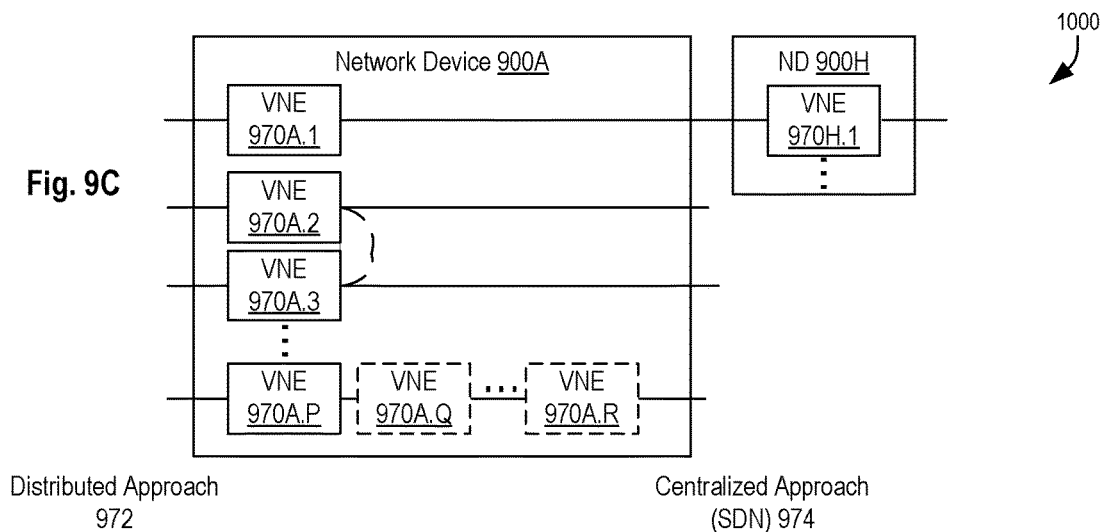 1000
Network Device 900A
ND 900H
VNE
970A.1
VNE
970H.1
Fig. 9C
VNE
970A.2
VNE
970A.3
VNE
970A.P
VNE
970A.Q
VNE
970A.R
Distributed Approach
972
Centralized Approach
(SDN) 974